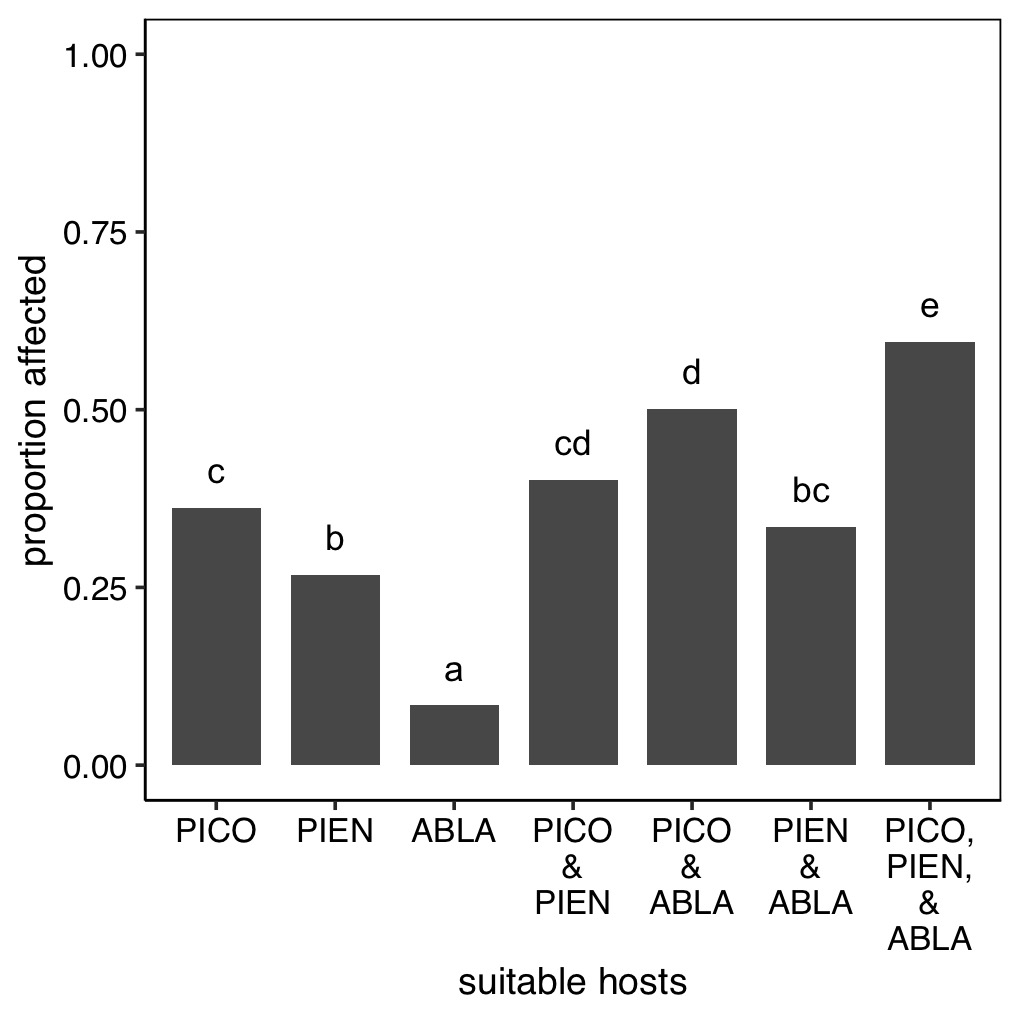 1.00
0.75
0.50
0.25
0.00
proportion affected
c
b
a
cd
d
bc
e
PICO
PIEN
ABLA
PICO
&
PIEN
PICO
&
ABLA
PIEN
&
ABLA
PICO,
PIEN,
&
ABLA
suitable hosts